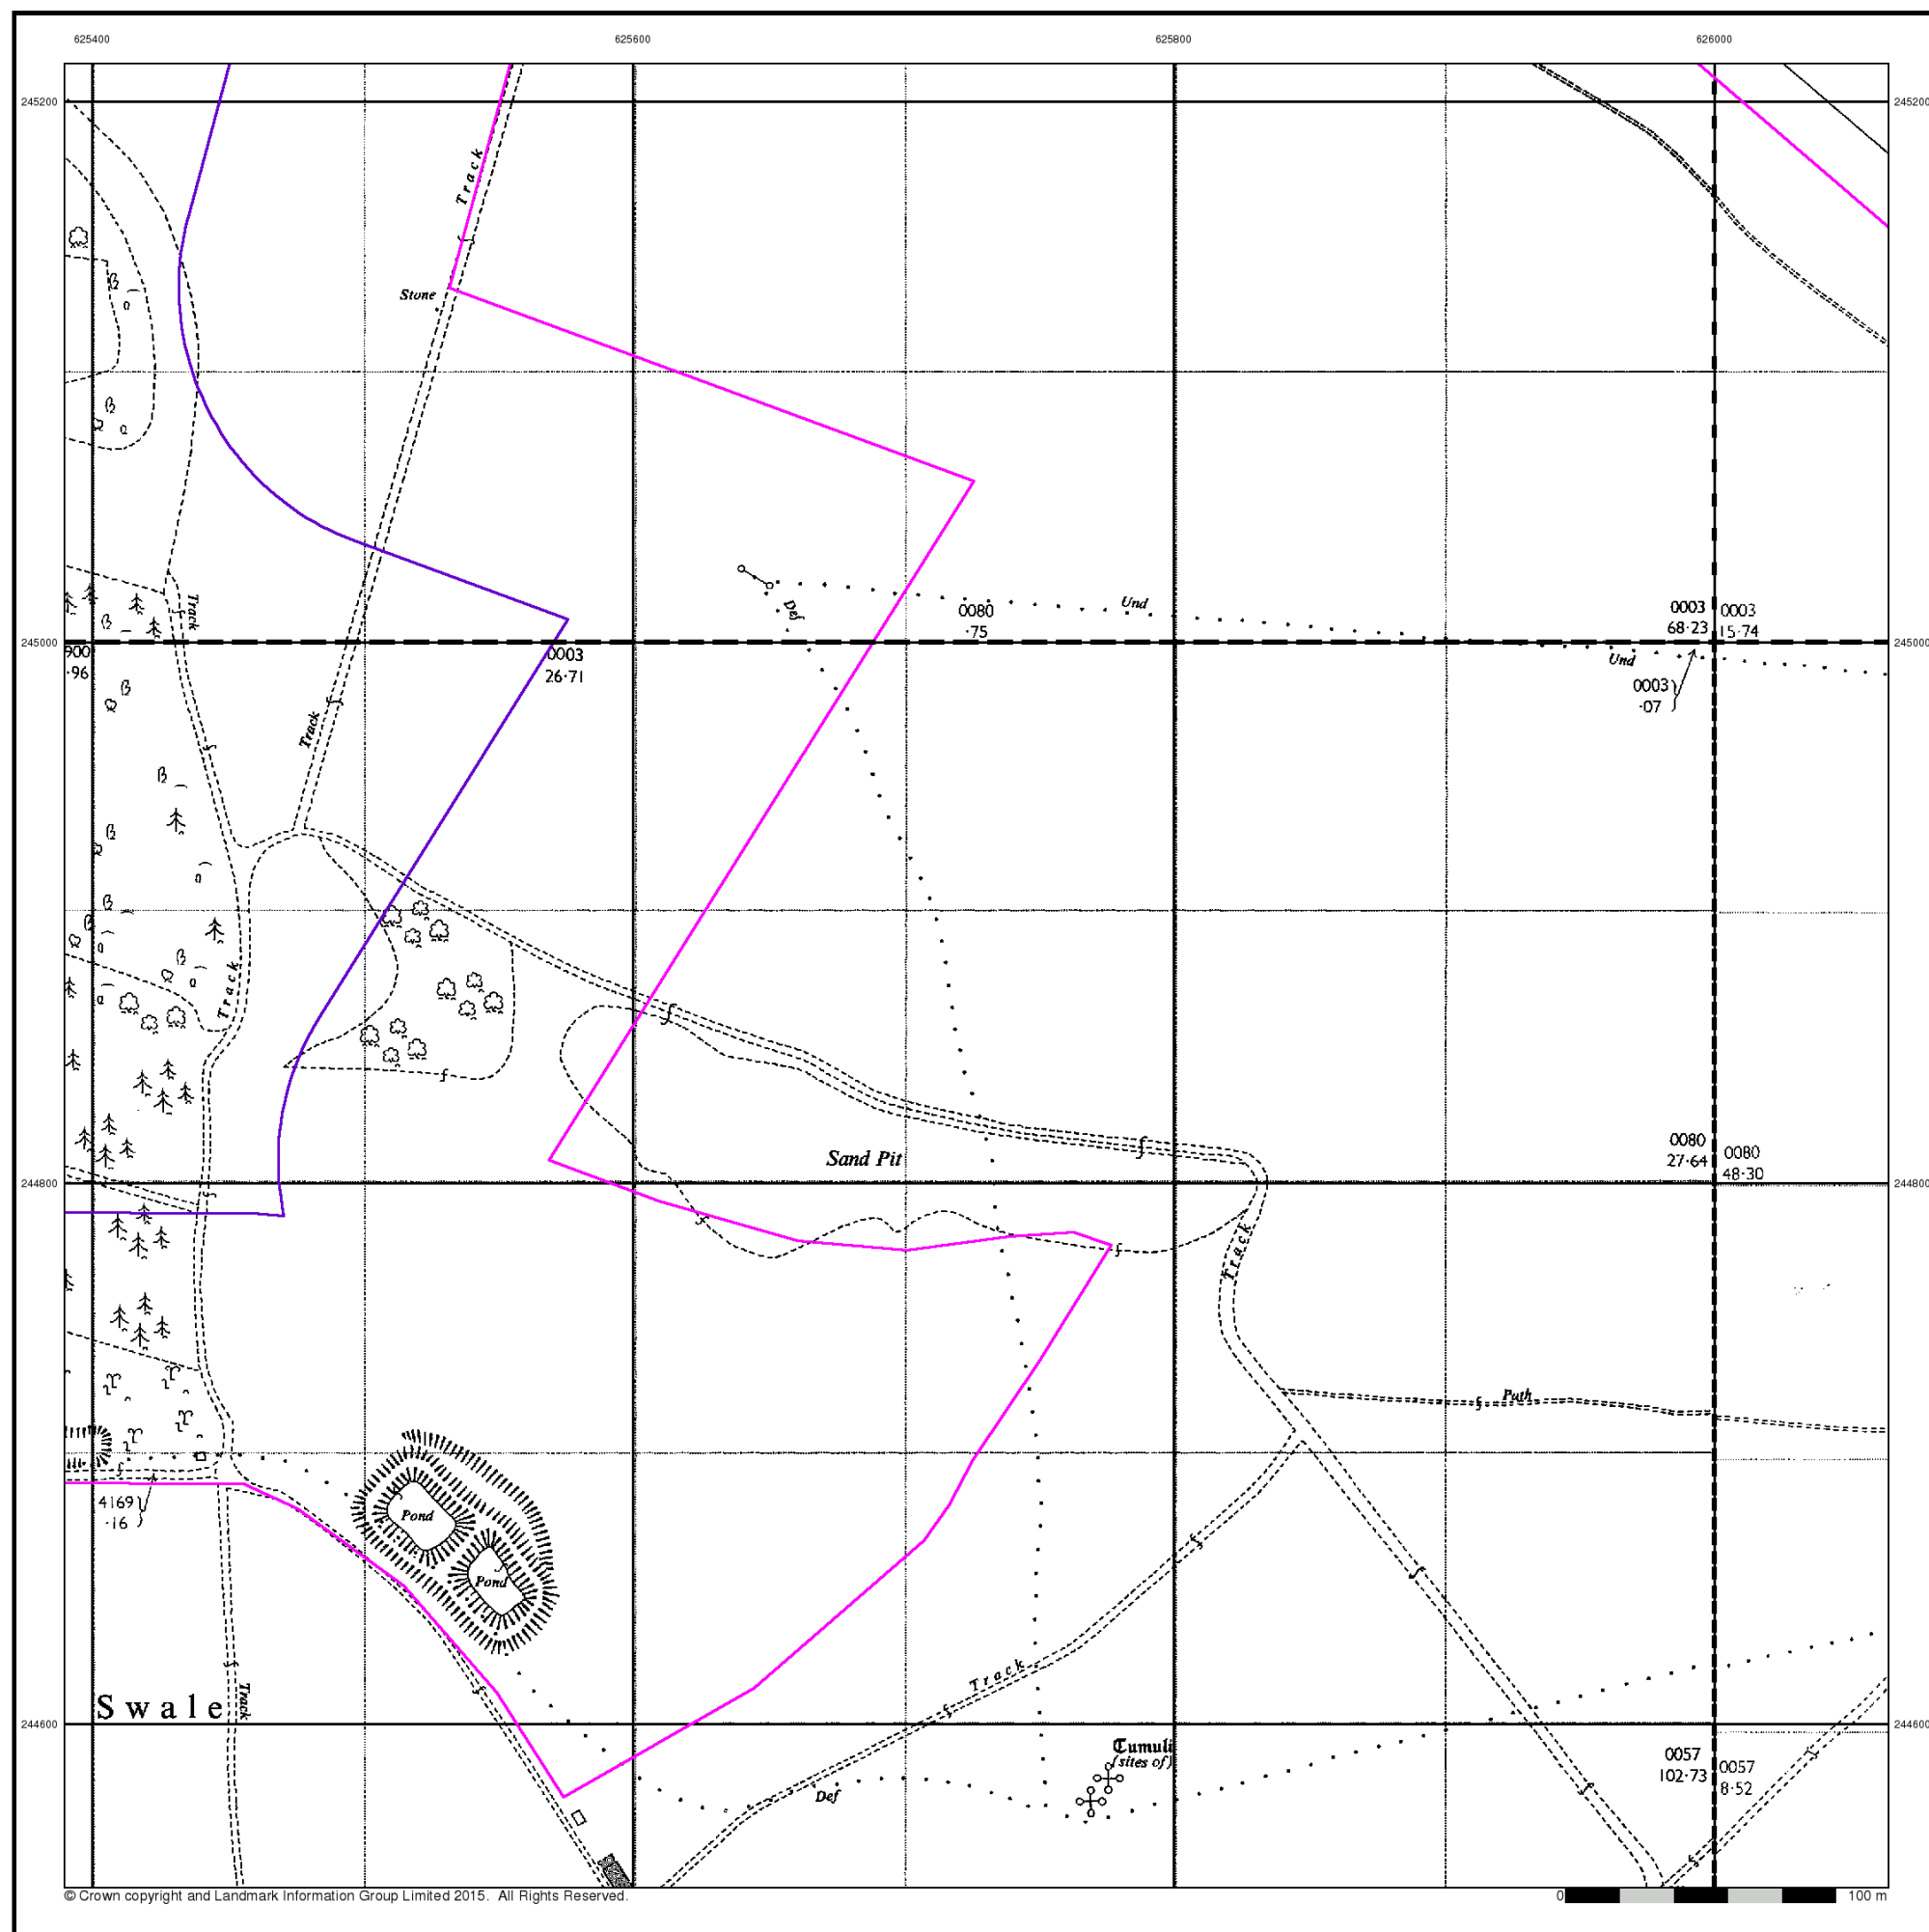 625400 625600 625800 626000
245200 245200
Track
Stone
Track
Def
Und
0080
·75
0003 0003
68·23 15·74
245000 245000
900
·96
0003
26·71
Und
0003
·07
Track
Track
Sand Pit
0080 0080
27·64 48·30
244800 244800
Track
Path
4169
·16
Pond
Pond
Track
Track
Swale
244600 244600
Tumuli
(sites of)
Def
0057 0057
102·73 8·52
© Crown copyright and Landmark Information Group Limited 2015. All Rights Reserved.
0 100 m